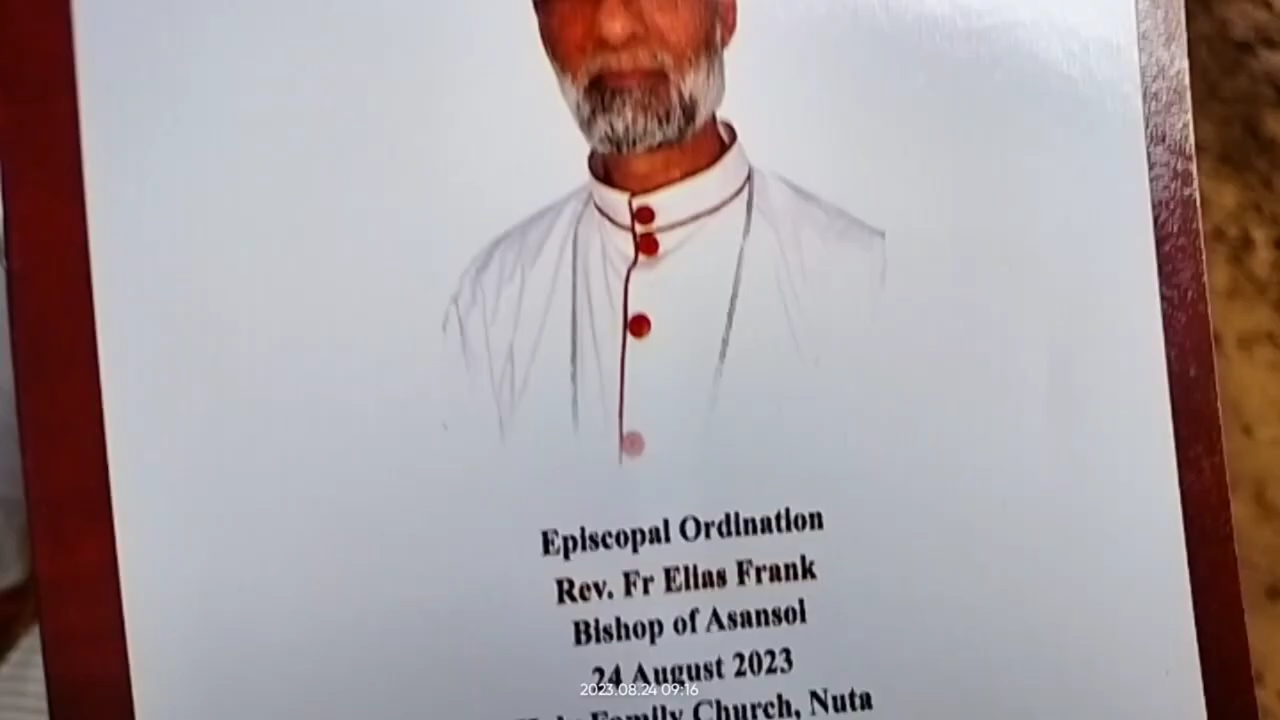 Episcopal Ordination
Rev. Fr Elias Frank
Bishop of Asansol
24 August 2023
2023.08.24 09:16
Family Church, Nuta